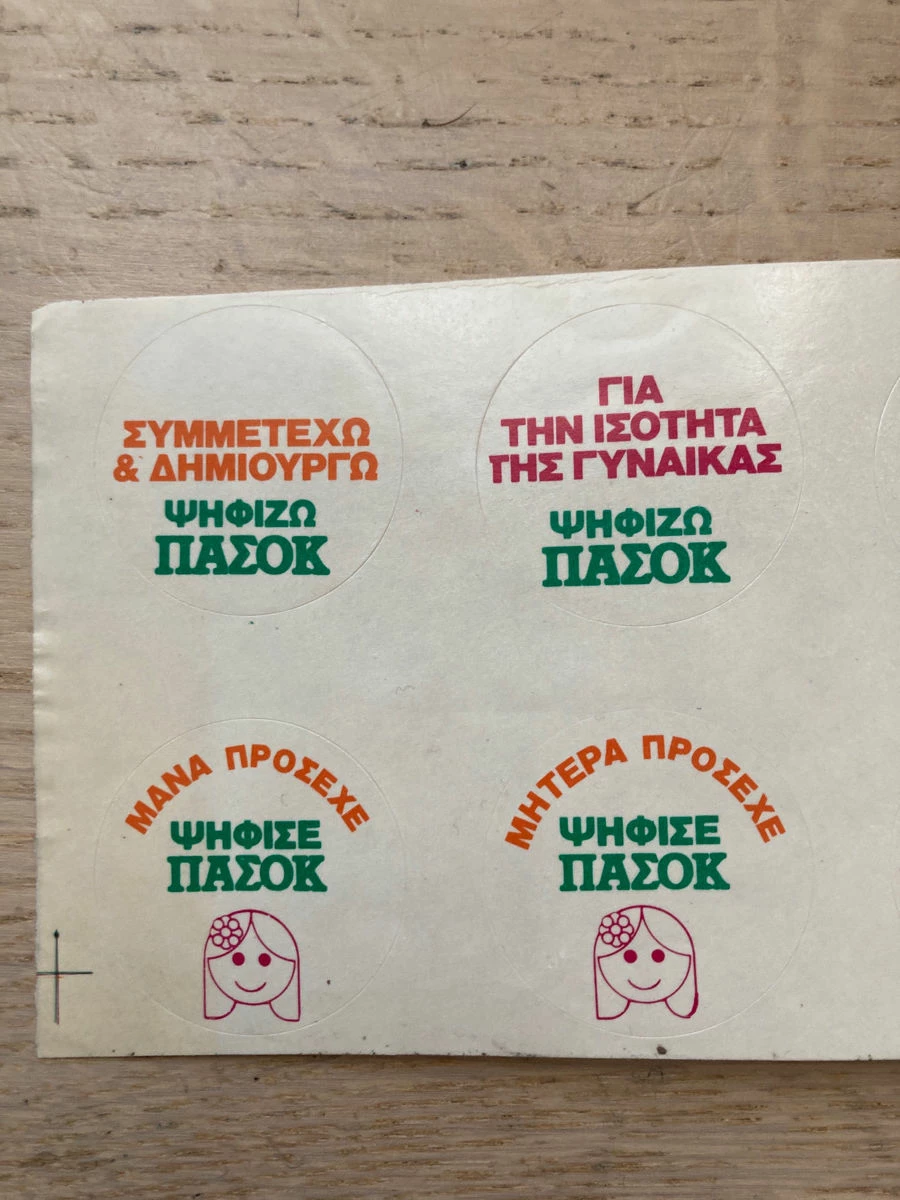 ΣΥΜΜΕΤΕΧΩ
& ΔΗΜΙΟΥΡΓΩ
ΨΗΦΙΖΩ
ΠΑΣΟΚ
ΓΙΑ
ΤΗΝ ΙΣΟΤΗΤΑ
ΤΗΣ ΓΥΝΑΙΚΑΣ
ΨΗΦΙΖΩ
ΠΑΣΟΚ
ΜΑΝΑ ΠΡΟΣΕΧΕ
ΨΗΦΙΣΕ
ΠΑΣΟΚ
ΜΗΤΕΡΑ ΠΡΟΣΕΧΕ
ΨΗΦΙΣΕ
ΠΑΣΟΚ